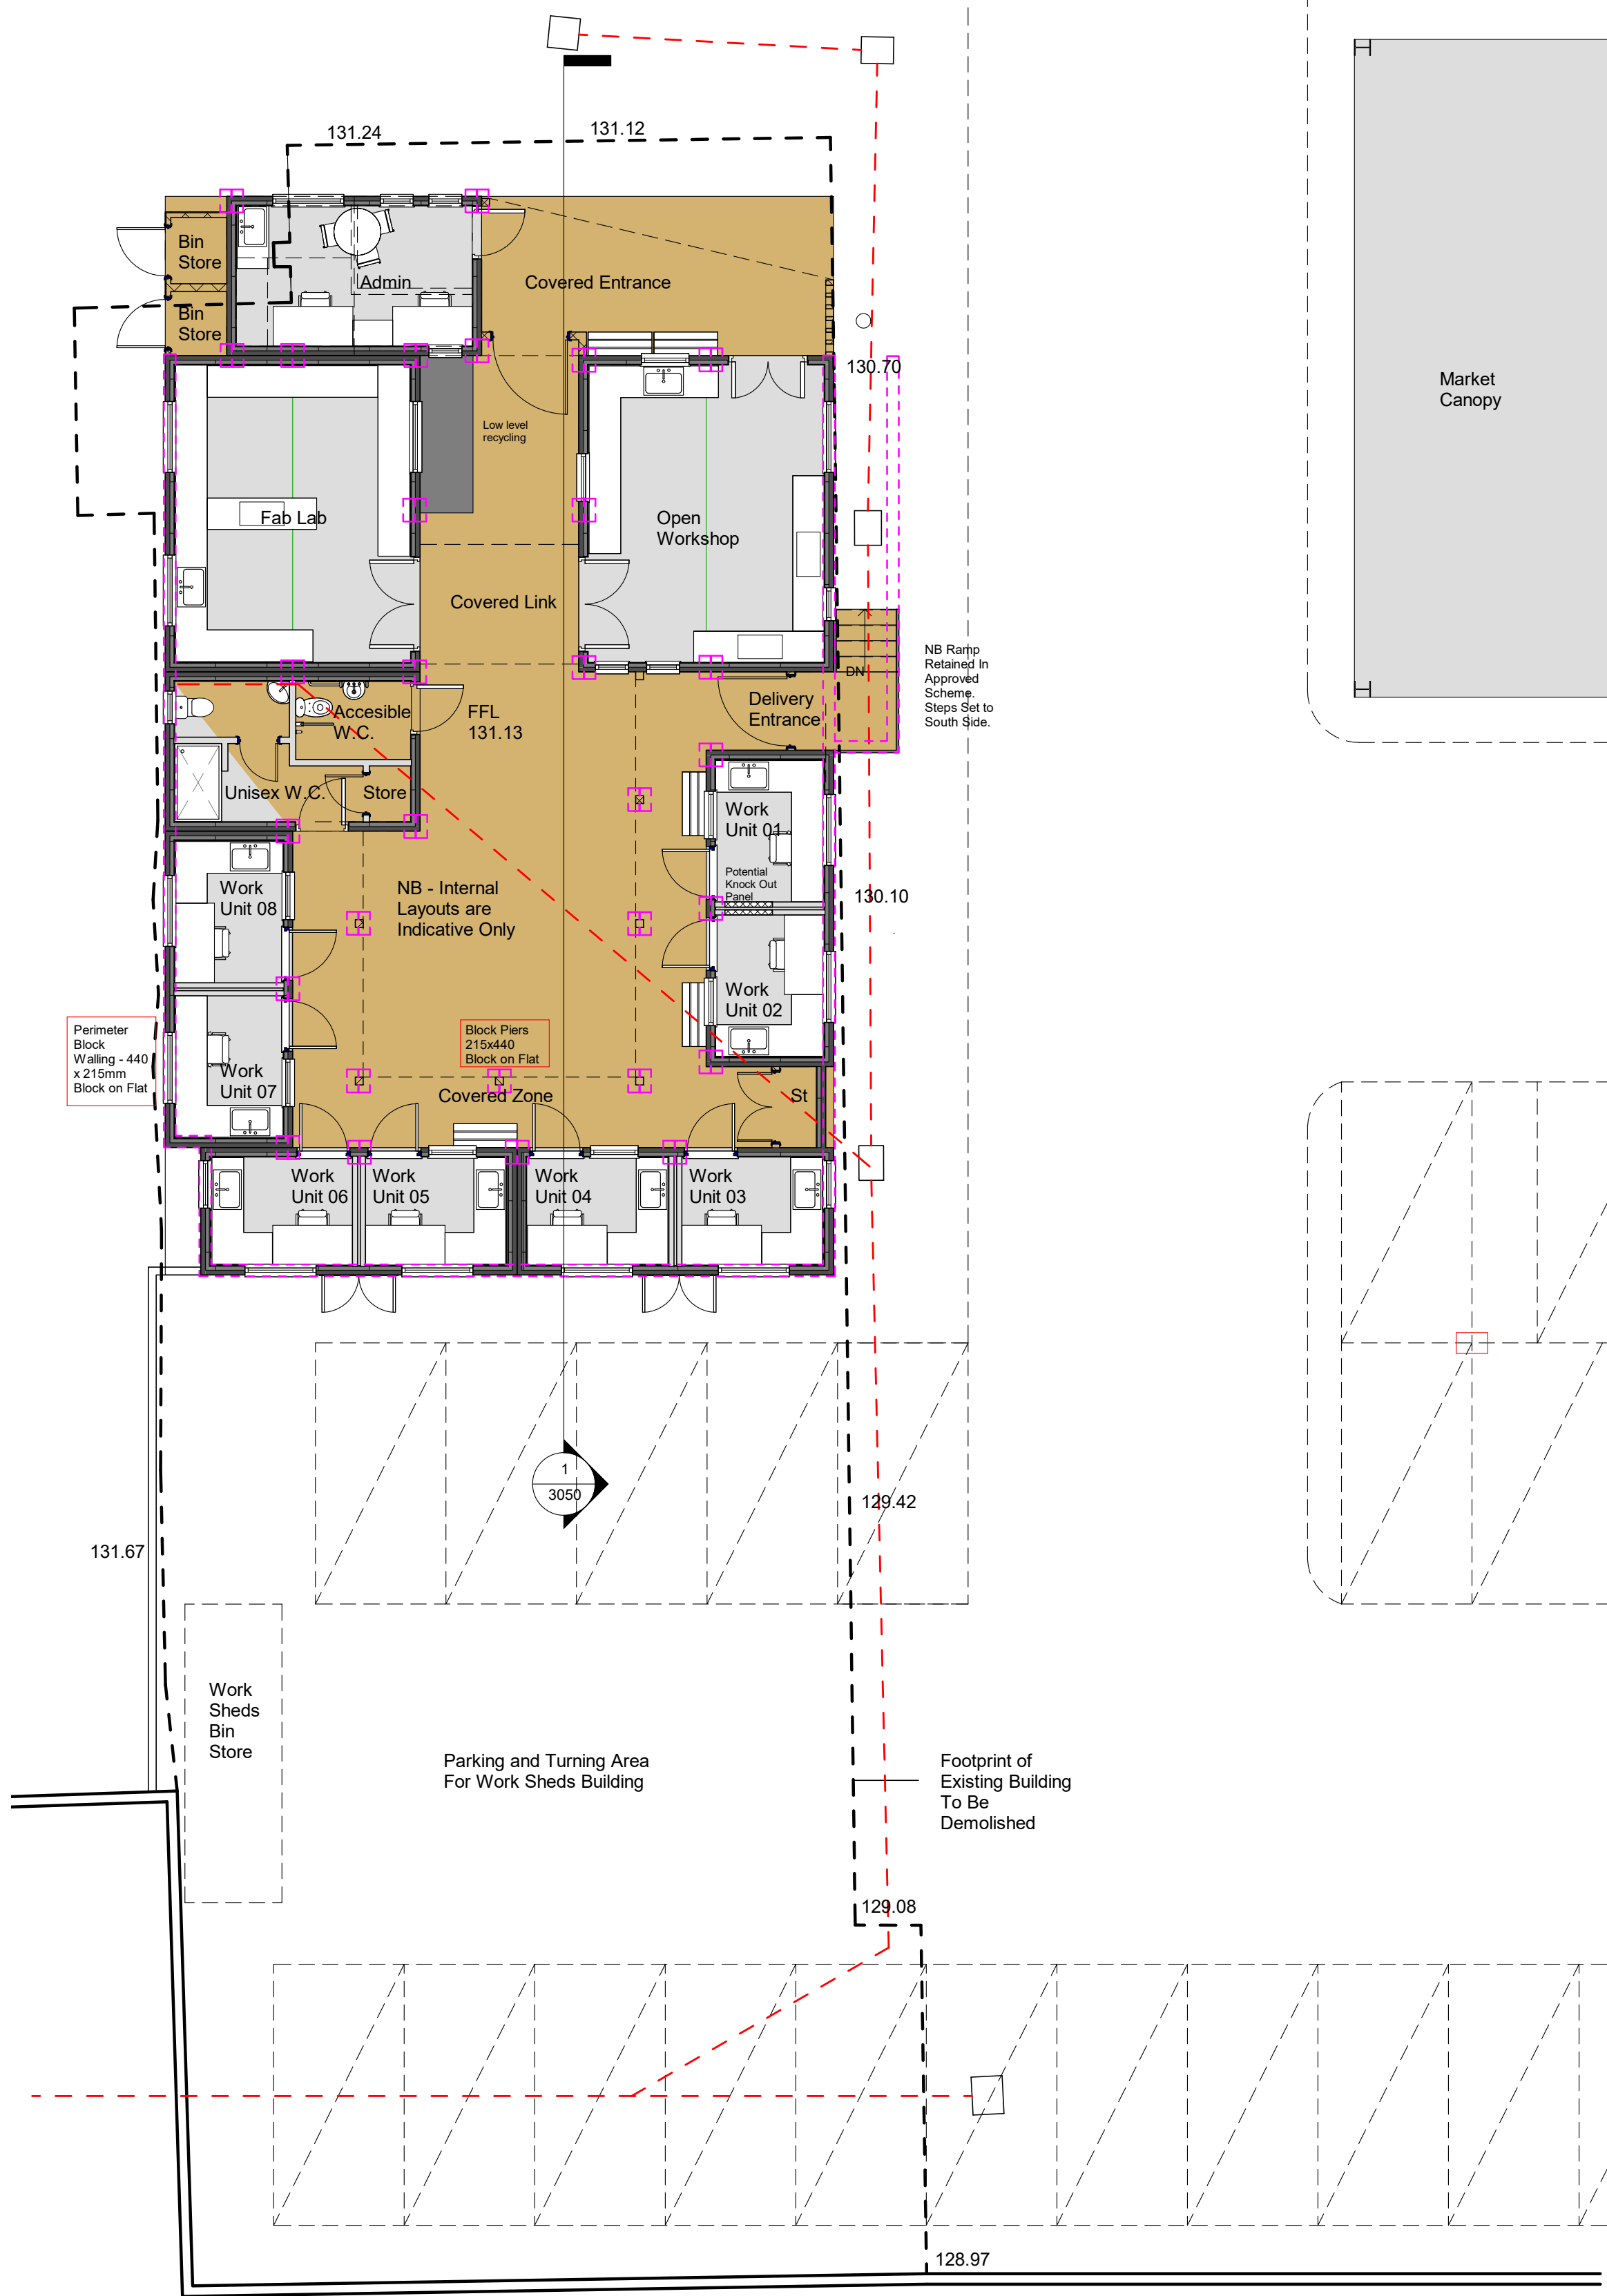 131.24
131.12
Bin
Store
Admin
Covered Entrance
Bin
Store
130.70
Market
Canopy
Low level
recycling
Fab Lab
Open
Workshop
Covered Link
NB Ramp
Retained In
Approved
Scheme.
Steps Set to
South Side.
DN
Accesible
W.C.
FFL
131.13
Delivery
Entrance
Unisex W.C.
Store
Work
Unit 01
Potential
Knock Out
Panel
130.10
Work
Unit 08
NB - Internal
Layouts are
Indicative Only
Work
Unit 02
Perimeter
Block
Walling - 440
x 215mm
Block on Flat
Block Piers
215x440
Block on Flat
Work
Unit 07
Covered Zone
St
Work
Unit 06
Work
Unit 05
Work
Unit 04
Work
Unit 03
1
3050
129.42
131.67
Work
Sheds
Bin
Store
Parking and Turning Area
For Work Sheds Building
Footprint of
Existing Building
To Be
Demolished
129.08
128.97